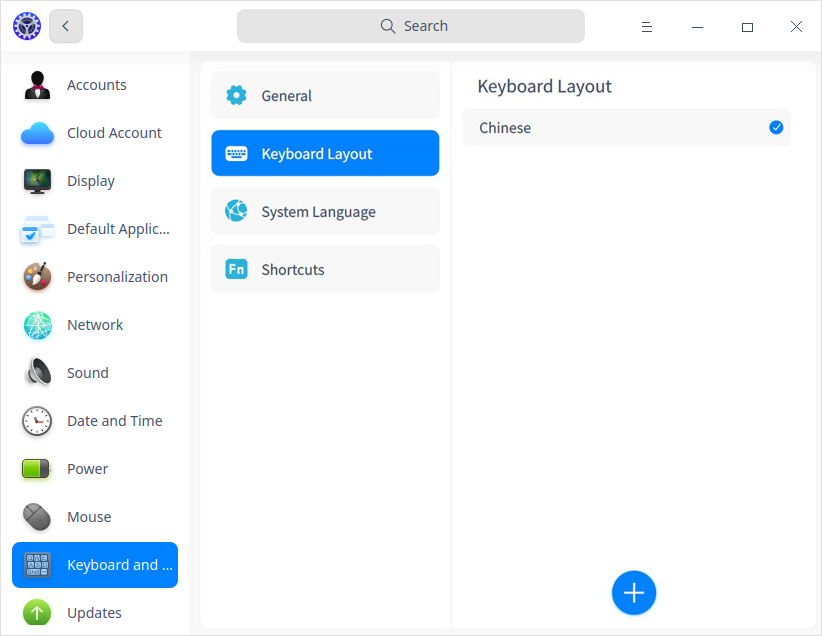 Search
Accounts
Cloud Account
Display
Default Applic...
Personalization
Network
Sound
Date and Time
Power
Mouse
Keyboard and ...
Updates
General
Keyboard Layout
System Language
Fn Shortcuts
Keyboard Layout
Chinese